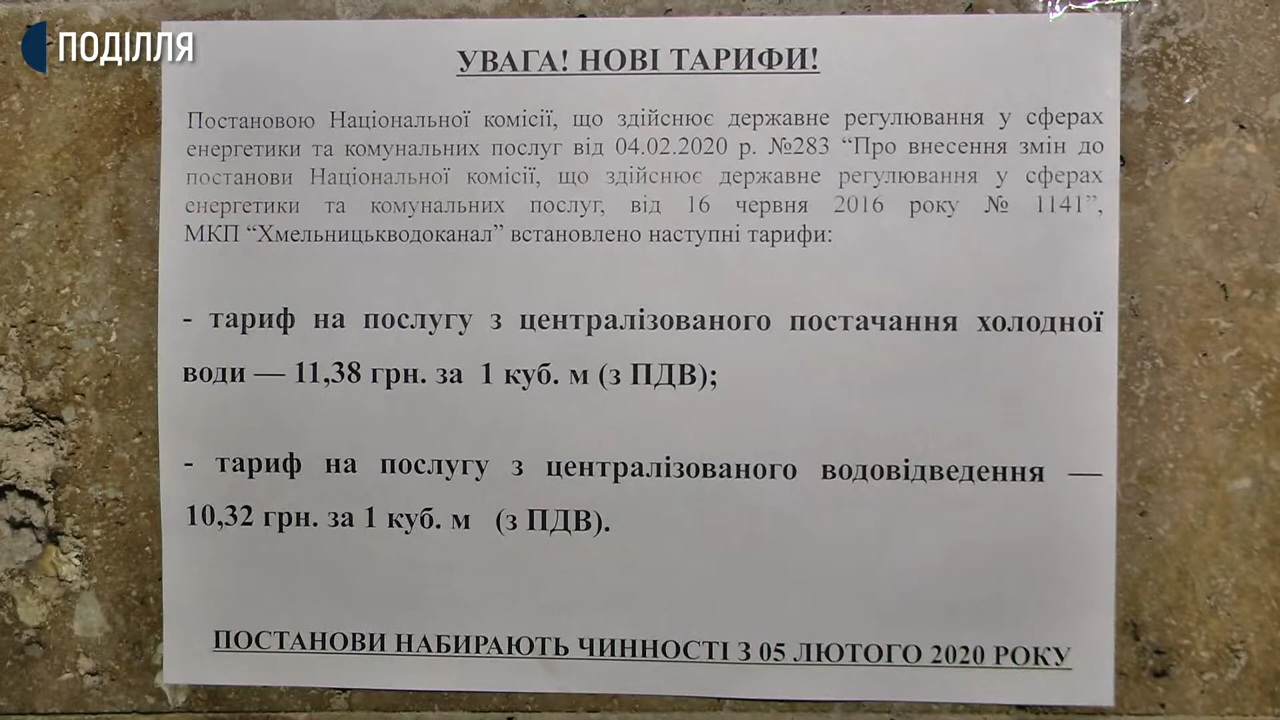 ПОДІЛЛЯ
УВАГА! НОВІ ТАРИФИ!
Постановою Національної комісії, що здійснює державне регулювання у сферах
енергетики та комунальних послуг від 04.02.2020 р. №283 “Про внесення змін до
постанови Національної комісії, що здійснює державне регулювання у сферах
енергетики та комунальних послуг, від 16 червня 2016 року № 1141”,
МКП “Хмельницькводоканал” встановлено наступні тарифи:
- тариф на послугу з централізованого постачання холодної
води — 11,38 грн. за 1 куб. м (з ПДВ);
- тариф на послугу з централізованого водовідведення —
10,32 грн. за 1 куб. м (з ПДВ).
ПОСТАНОВИ НАБИРАЮТЬ ЧИННОСТІ З 05 ЛЮТОГО 2020 РОКУ